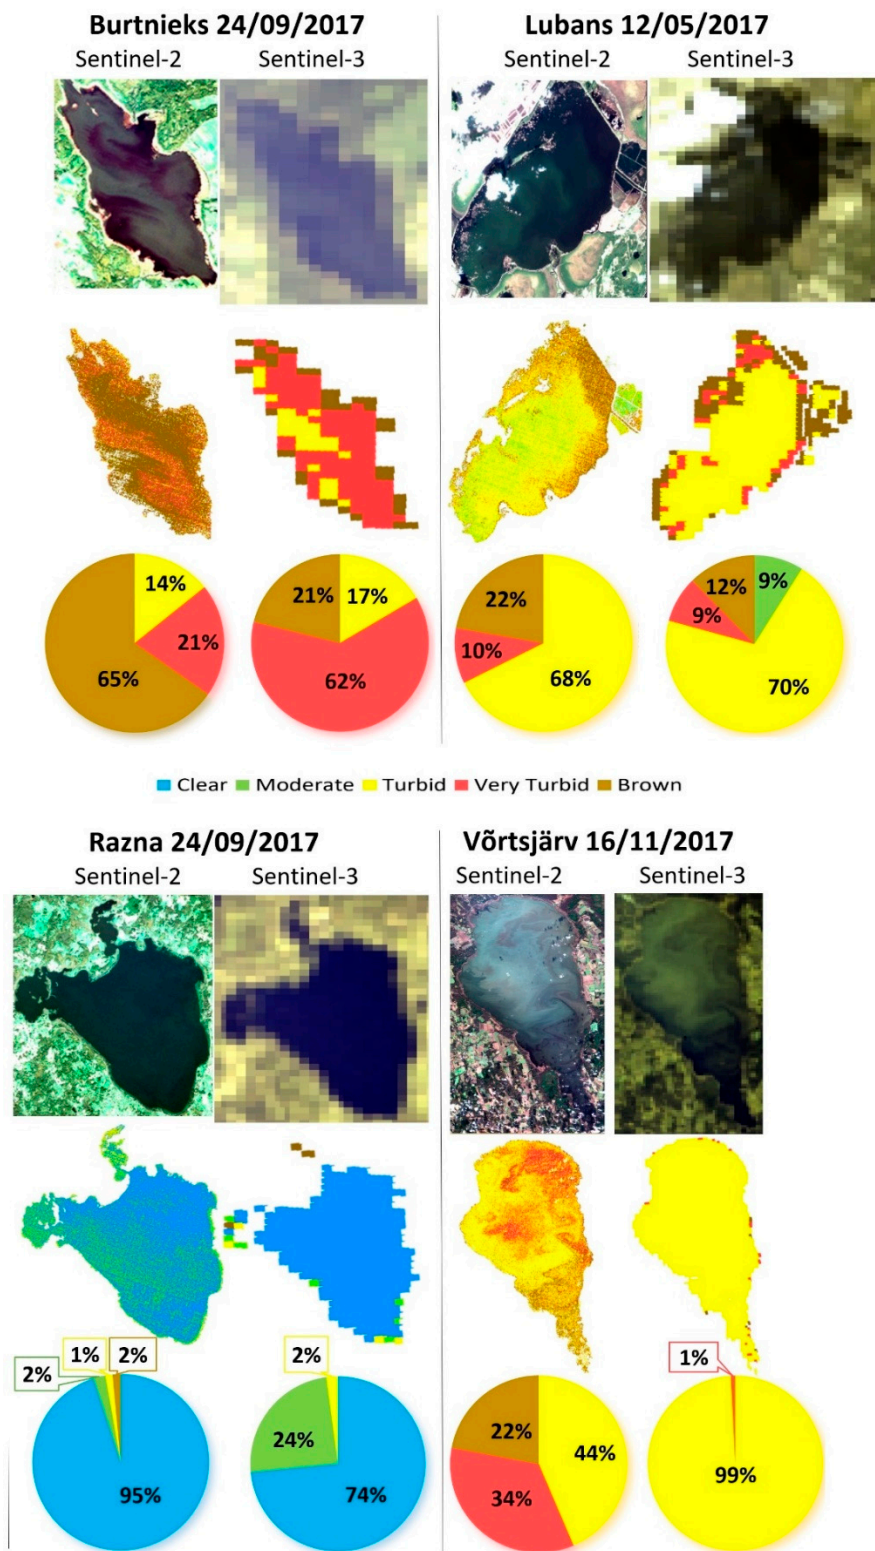 Burtnieks 24/09/2017
Sentinel-2
Sentinel-3
Lubans 12/05/2017
Sentinel-2
Sentinel-3
14%
21%
65%
21%
17%
62%
22%
10%
68%
12%
9%
9%
70%
Clear Moderate Turbid Very Turbid Brown
Razna 24/09/2017
Sentinel-2
Sentinel-3
Võrtsjärv 16/11/2017
Sentinel-2
Sentinel-3
2%
1%
2%
95%
2%
24%
74%
22%
44%
34%
1%
99%